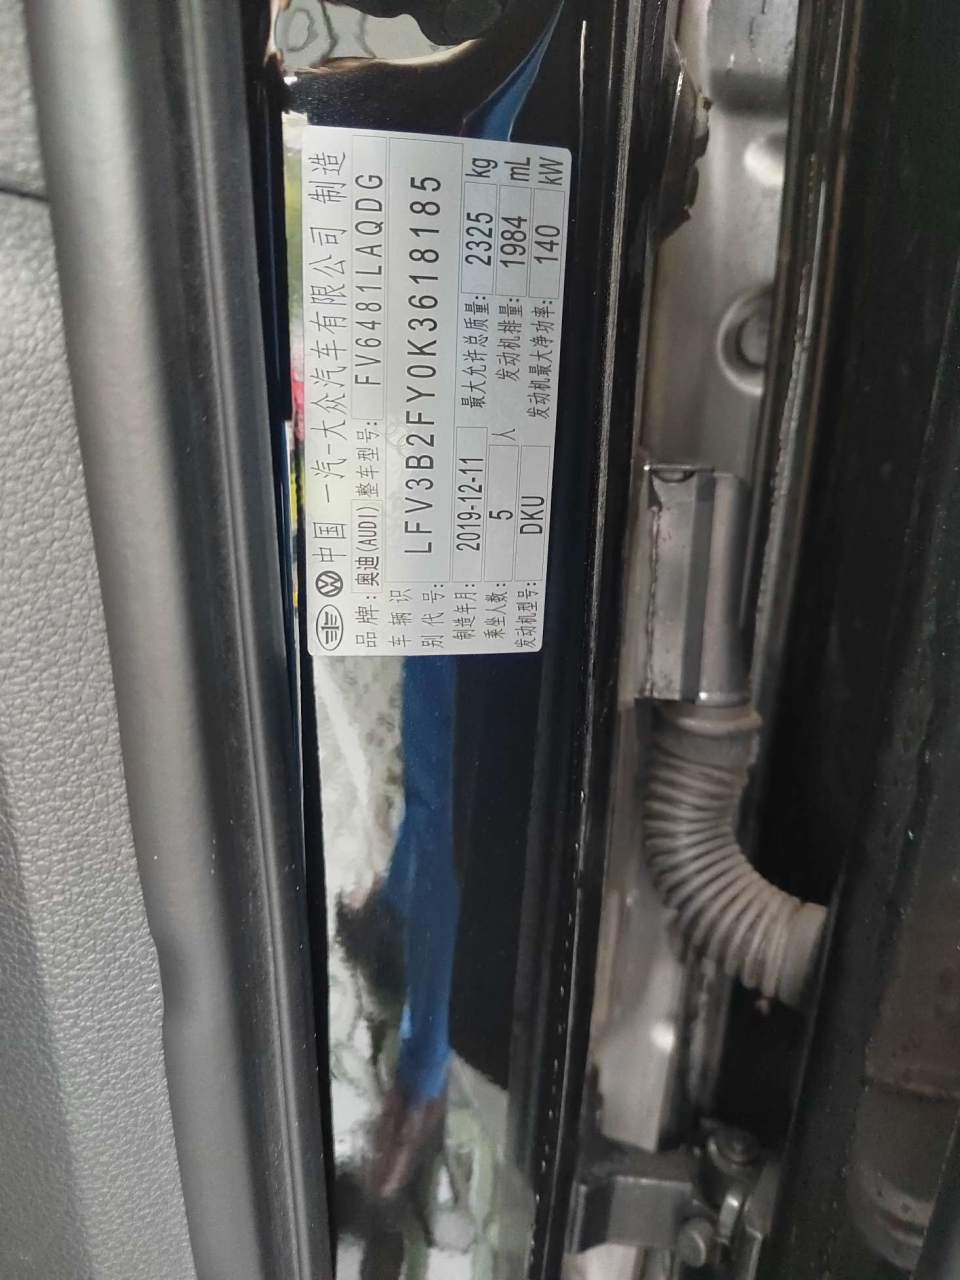 中国 一汽-大众汽车有限公司 制造
品牌: 奥迪(AUDI) 整车型号: FV6481LAQDG
车辆识别代号: LFV3B2FY0K3618185
制造年月: 2019-12-11 最大允许总质量: 2325 kg
乘坐人数: 5 人 发动机排量: 1984 mL
发动机型号: DKU 发动机最大净功率: 140 kW